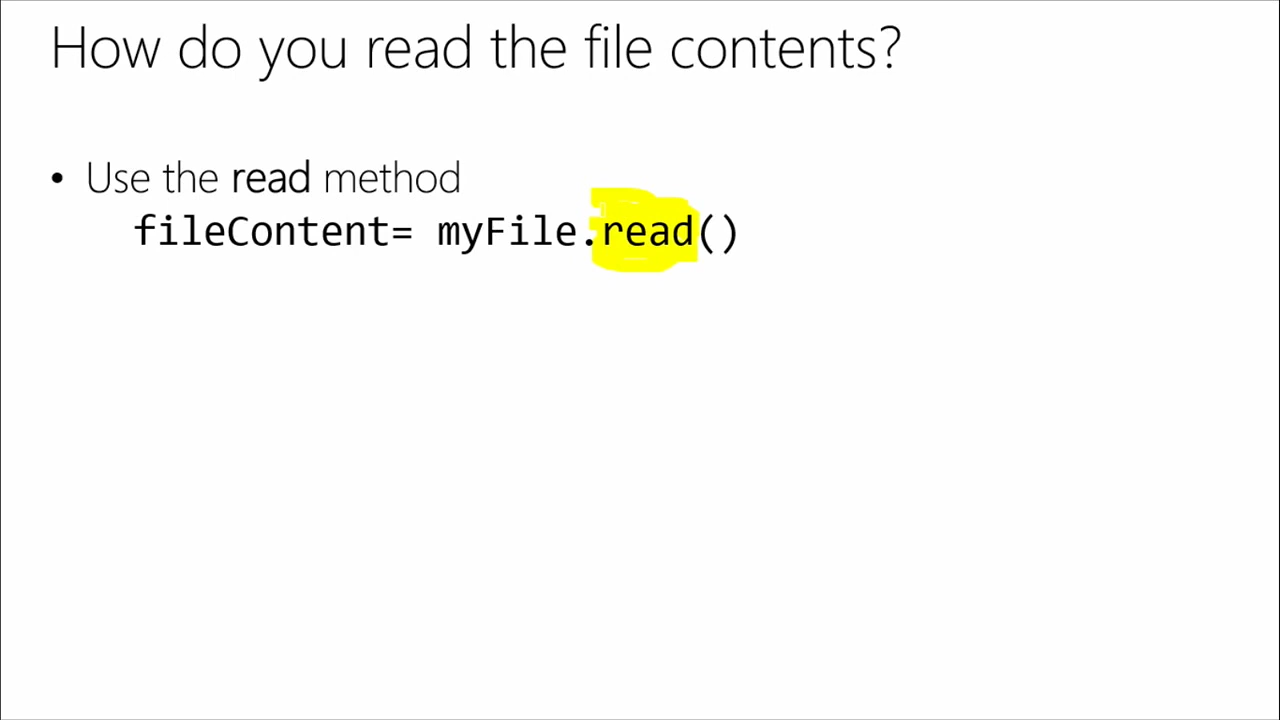 How do you read the file contents?
• Use the read method
fileContent= myFile.read()